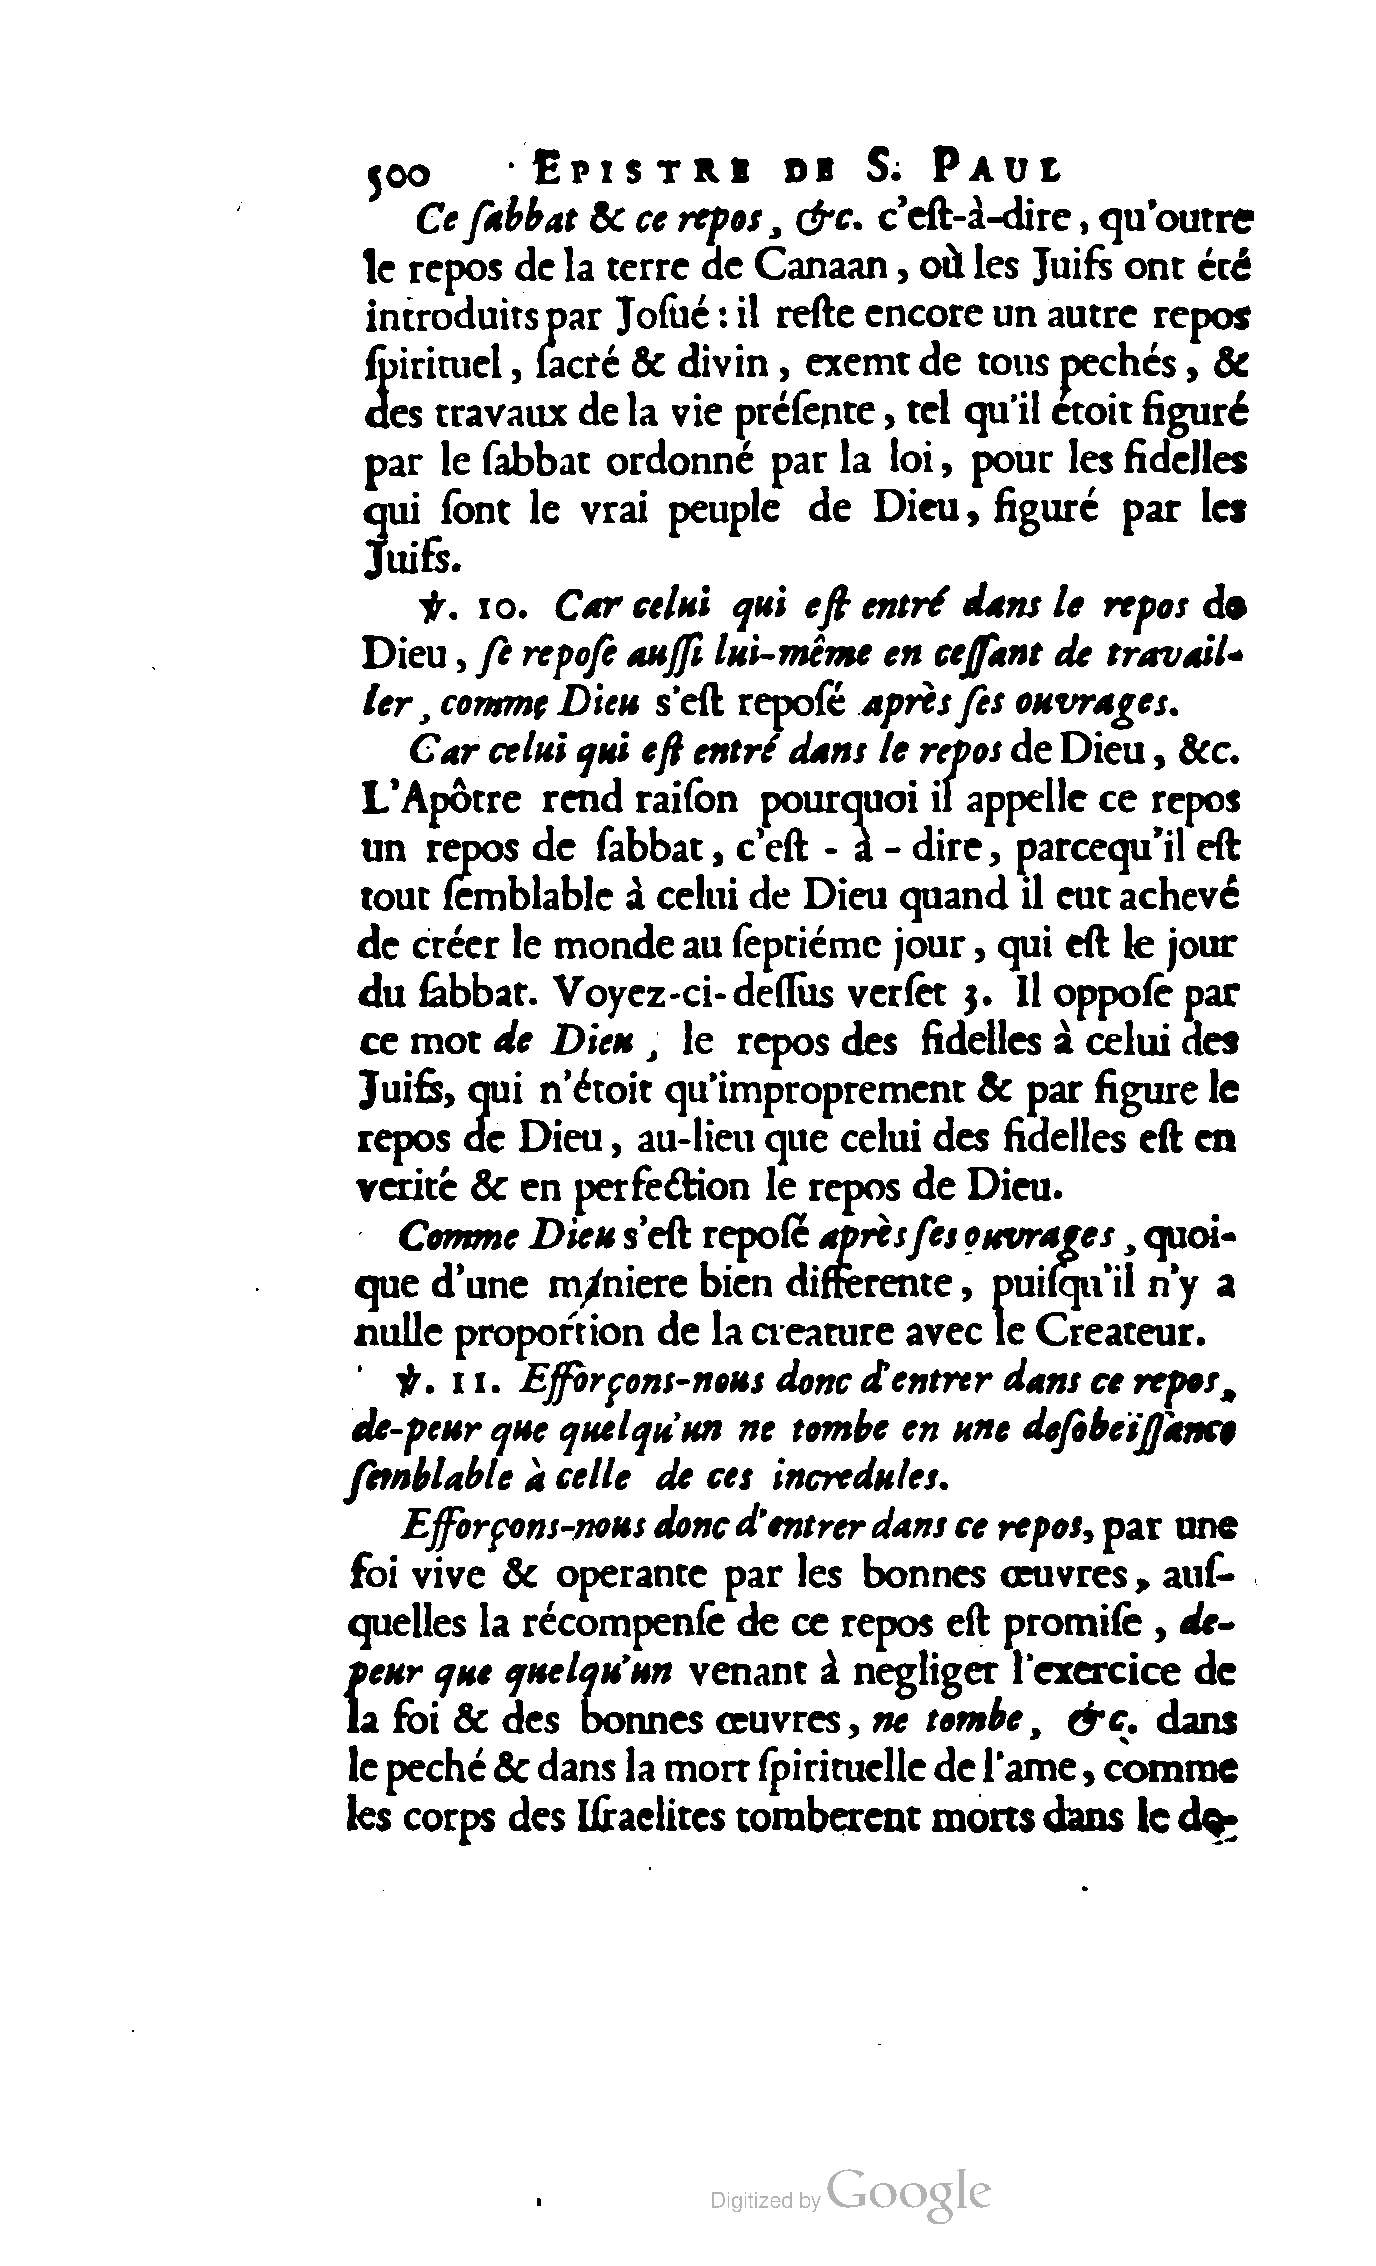 500 EPISTRE DE S. PAUL
Ce ſabbat & ce repos, &c. c'eſt-à-dire, qu'outre
le repos de la terre de Canaan, où les Juifs ont été
introduits par Joſué : il reſte encore un autre repos
ſpirituel, ſacré & divin, exemt de tous pechés, &
des travaux de la vie préſente, tel qu'il étoit figuré
par le ſabbat ordonné par la loi, pour les fidelles
qui ſont le vrai peuple de Dieu, figuré par les
Juifs.
℣. 10. Car celui qui eſt entré dans le repos de
Dieu, ſe repoſe auſſi lui-même en ceſſant de travail-
ler, comme Dieu s'eſt repoſé après ſes ouvrages.
Car celui qui eſt entré dans le repos de Dieu, &c.
L'Apôtre rend raiſon pourquoi il appelle ce repos
un repos de ſabbat, c'eſt - à - dire, parcequ'il eſt
tout ſemblable à celui de Dieu quand il eut achevé
de créer le monde au ſeptiéme jour, qui eſt le jour
du ſabbat. Voyez-ci-deſſus verſet 3. Il oppoſe par
ce mot de Dieu, le repos des fidelles à celui des
Juifs, qui n'étoit qu'improprement & par figure le
repos de Dieu, au-lieu que celui des fidelles eſt en
verité & en perfection le repos de Dieu.
Comme Dieu s'eſt repoſé après ſes ouvrages, quoi-
que d'une maniere bien differente, puiſqu'il n'y a
nulle proportion de la creature avec le Createur.
℣. 11. Efforçons-nous donc d'entrer dans ce repos,
de-peur que quelqu'un ne tombe en une deſobeïſſance
ſemblable à celle de ces incredules.
Efforçons-nous donc d'entrer dans ce repos, par une
foi vive & operante par les bonnes œuvres, auſ-
quelles la récompenſe de ce repos eſt promiſe, de-
peur que quelqu'un venant à negliger l'exercice de
la foi & des bonnes œuvres, ne tombe, &c. dans
le peché & dans la mort ſpirituelle de l'ame, comme
les corps des Iſraelites tomberent morts dans le de-
Digitized by Google